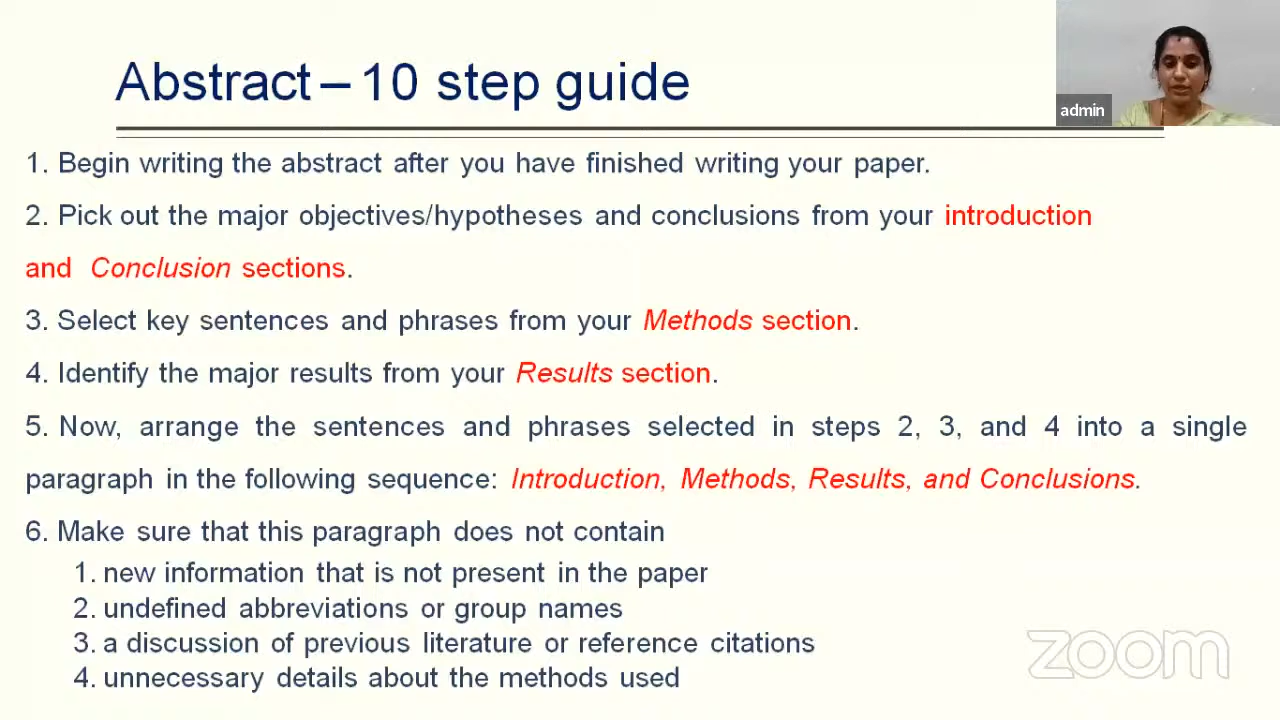 Abstract – 10 step guide
admin
1. Begin writing the abstract after you have finished writing your paper.
2. Pick out the major objectives/hypotheses and conclusions from your introduction
and Conclusion sections.
3. Select key sentences and phrases from your Methods section.
4. Identify the major results from your Results section.
5. Now, arrange the sentences and phrases selected in steps 2, 3, and 4 into a single
paragraph in the following sequence: Introduction, Methods, Results, and Conclusions.
6. Make sure that this paragraph does not contain
1. new information that is not present in the paper
2. undefined abbreviations or group names
3. a discussion of previous literature or reference citations
4. unnecessary details about the methods used
zoom